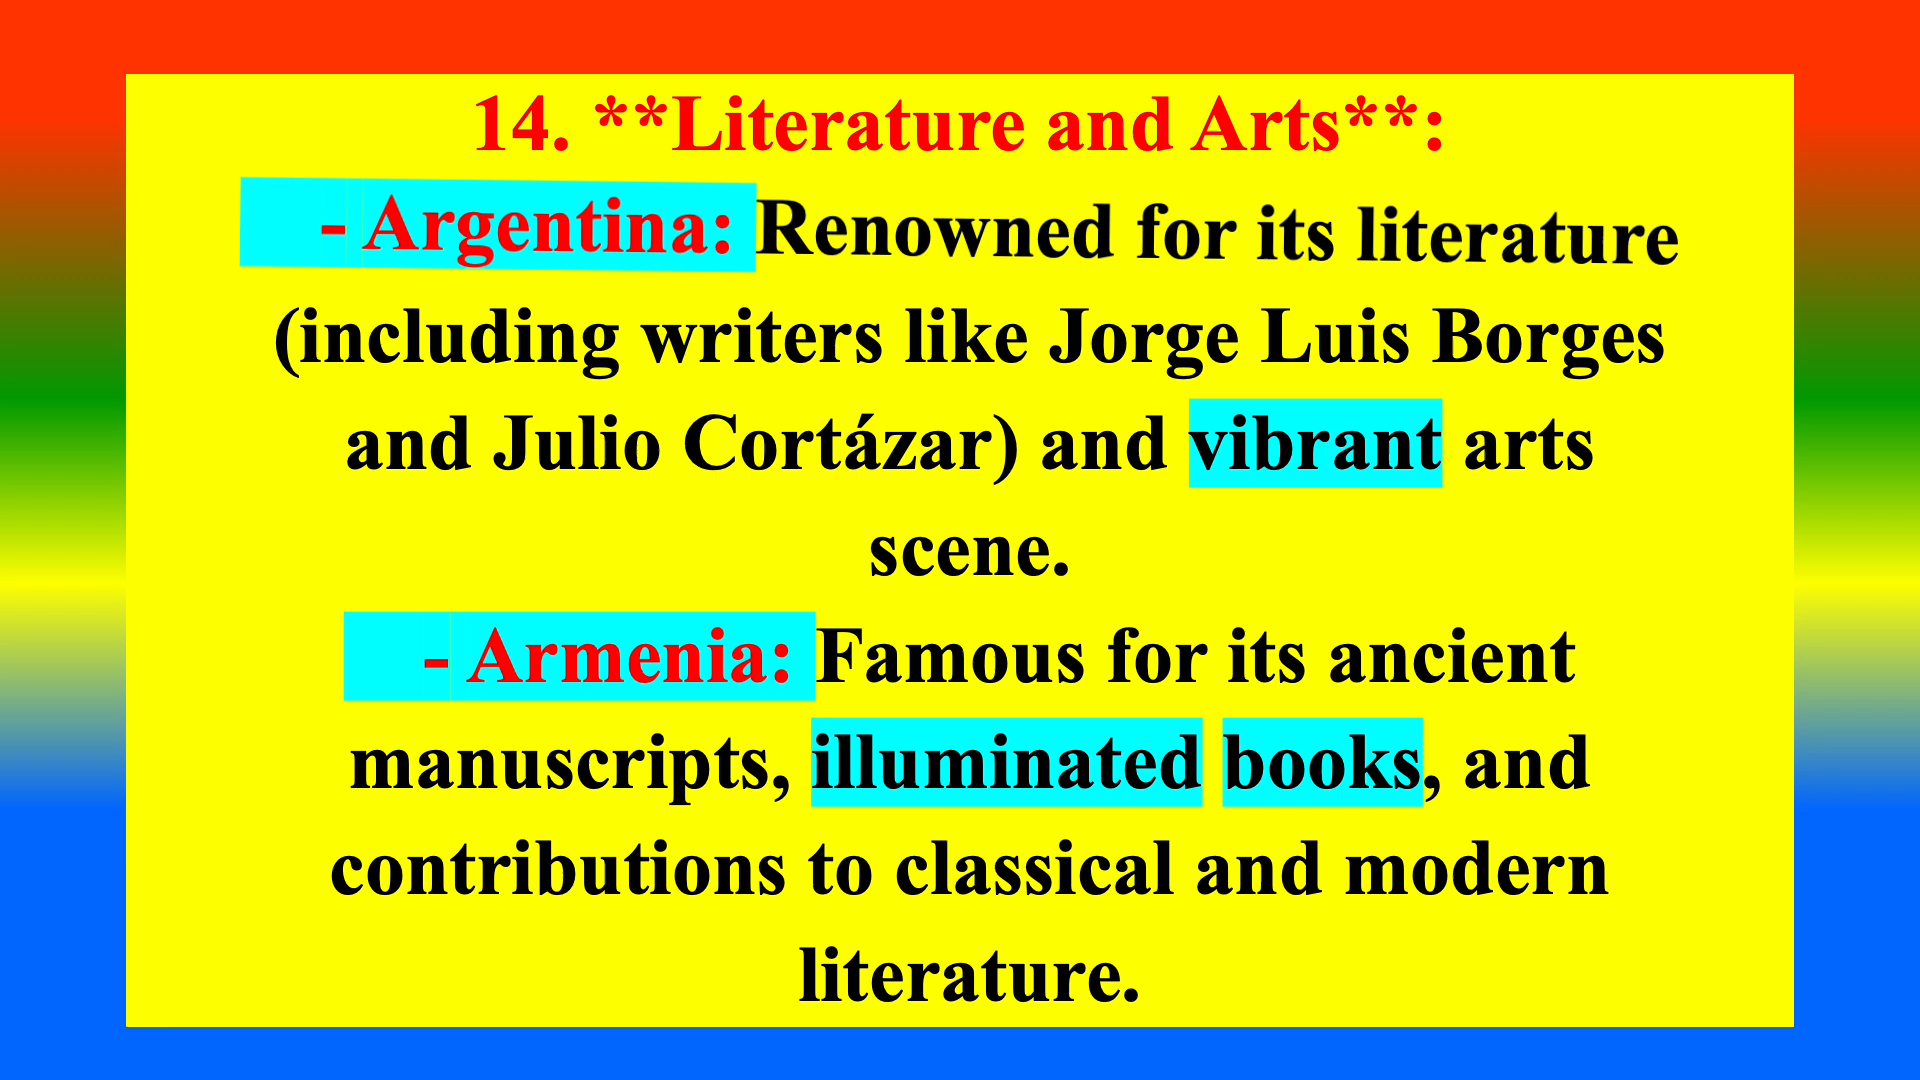 14. **Literature and Arts**:
- Argentina: Renowned for its literature
(including writers like Jorge Luis Borges
and Julio Cortázar) and vibrant arts
scene.
- Armenia: Famous for its ancient
manuscripts, illuminated books, and
contributions to classical and modern
literature.